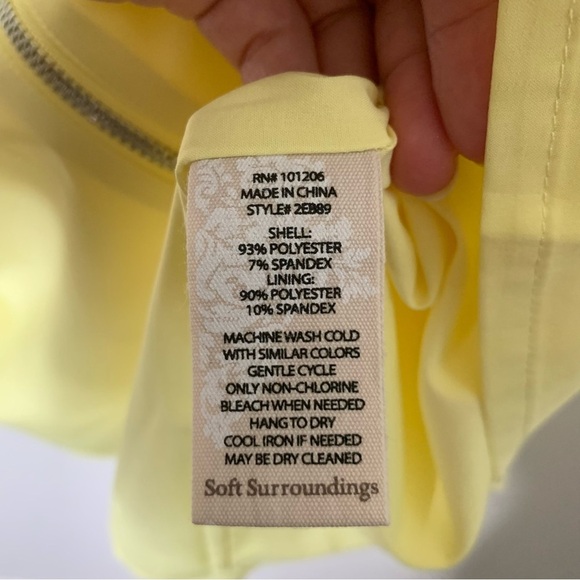 RN# 101206
MADE IN CHINA
STYLE# 2EB89
SHELL:
93% POLYESTER
7% SPANDEX
LINING:
90% POLYESTER
10% SPANDEX
MACHINE WASH COLD
WITH SIMILAR COLORS
GENTLE CYCLE
ONLY NON-CHLORINE
BLEACH WHEN NEEDED
HANG TO DRY
COOL IRON IF NEEDED
MAY BE DRY CLEANED
Soft Surroundings